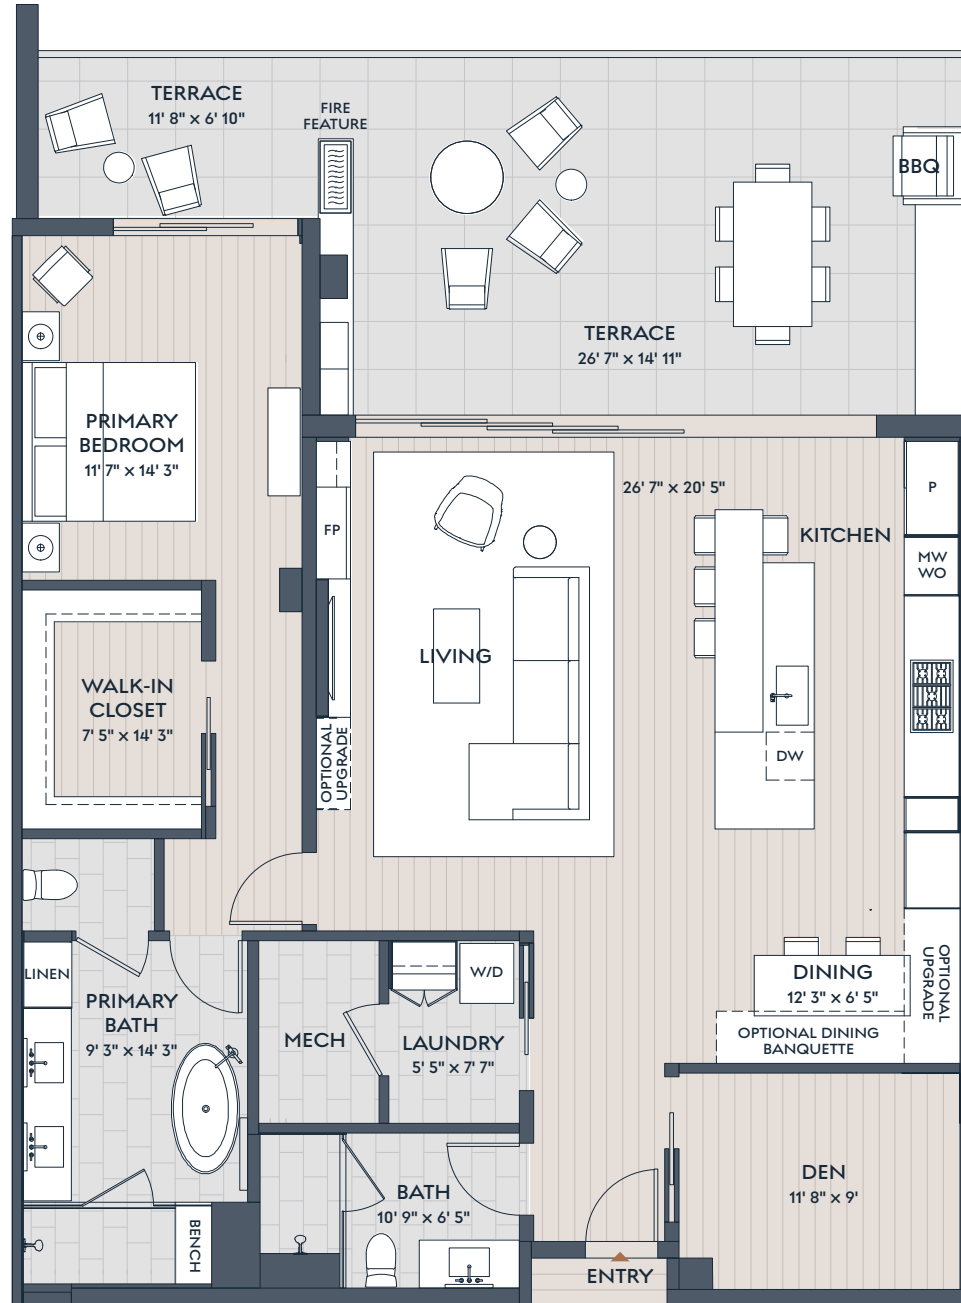 TERRACE
11' 8" x 6' 10"
FIRE
FEATURE
BBQ
TERRACE
26' 7" x 14' 11"
PRIMARY
BEDROOM
11' 7" x 14' 3"
26' 7" x 20' 5"
P
FP
KITCHEN
MW
WO
LIVING
WALK-IN
CLOSET
7' 5" x 14' 3"
OPTIONAL
UPGRADE
DW
LINEN
W/D
DINING
12' 3" x 6' 5"
OPTIONAL
UPGRADE
PRIMARY
BATH
9' 3" x 14' 3"
MECH
LAUNDRY
5' 5" x 7' 7"
OPTIONAL DINING
BANQUETTE
DEN
11' 8" x 9'
BATH
10' 9" x 6' 5"
BENCH
ENTRY